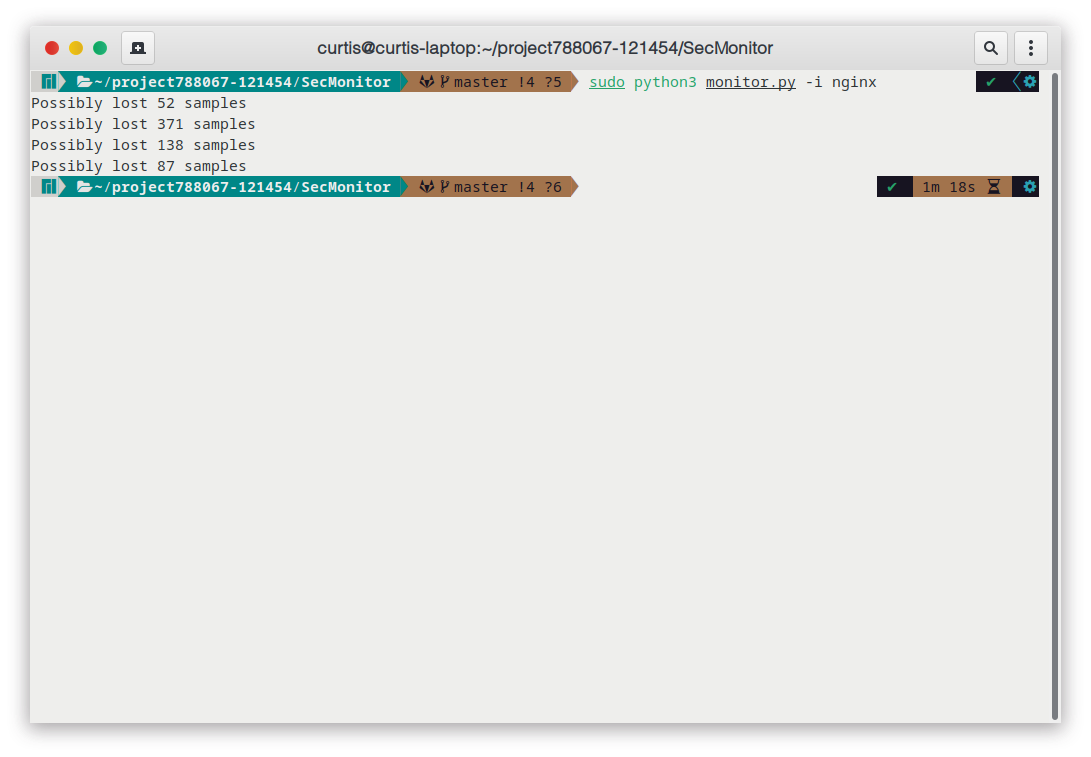 curtis@curtis-laptop:~/project788067-121454/SecMonitor
~/project788067-121454/SecMonitor master !4 ?5 sudo python3 monitor.py -i nginx ✔
Possibly lost 52 samples
Possibly lost 371 samples
Possibly lost 138 samples
Possibly lost 87 samples
~/project788067-121454/SecMonitor master !4 ?6 ✔ 1m 18s